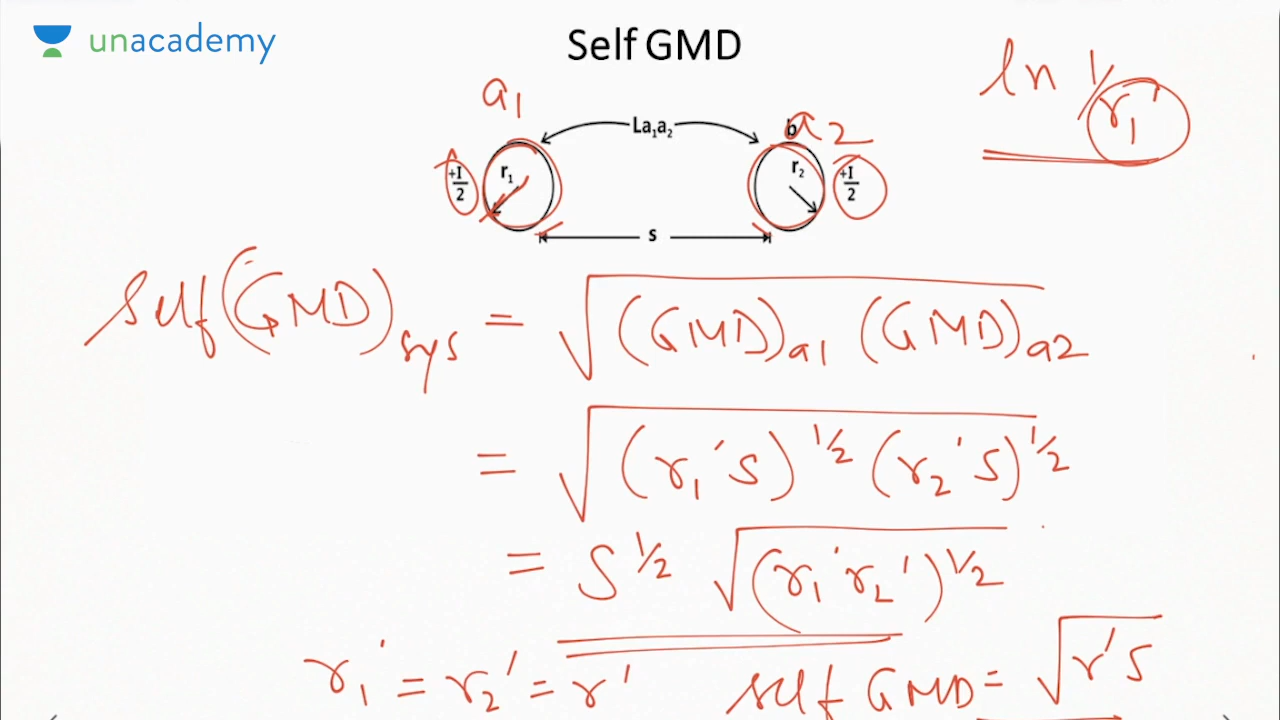 unacademy
Self GMD
ln 1/r₁'
a₁
a₂
La₁a₂
b
+I/2
r₁
r₂
+I/2
s
self(GMD)sys = √(GMD)a1 (GMD)a2
= √(r₁'s)^1/2 (r₂'s)^1/2
= S^1/2 √(r₁'r₂')^1/2
r₁' = r₂' = r' self GMD = √r's